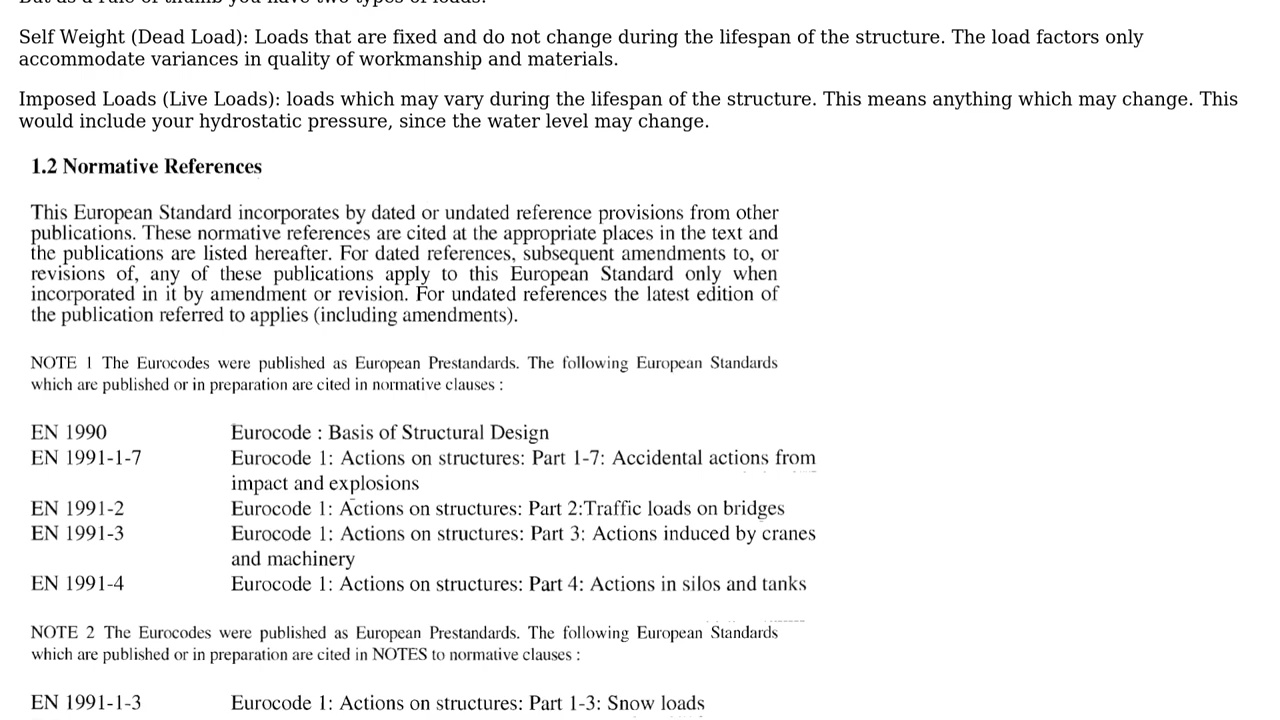 But as a rule of thumb you have two types of loads:
Self Weight (Dead Load): Loads that are fixed and do not change during the lifespan of the structure. The load factors only
accommodate variances in quality of workmanship and materials.
Imposed Loads (Live Loads): loads which may vary during the lifespan of the structure. This means anything which may change. This
would include your hydrostatic pressure, since the water level may change.
1.2 Normative References
This European Standard incorporates by dated or undated reference provisions from other
publications. These normative references are cited at the appropriate places in the text and
the publications are listed hereafter. For dated references, subsequent amendments to, or
revisions of, any of these publications apply to this European Standard only when
incorporated in it by amendment or revision. For undated references the latest edition of
the publication referred to applies (including amendments).
NOTE 1 The Eurocodes were published as European Prestandards. The following European Standards
which are published or in preparation are cited in normative clauses :
EN 1990 Eurocode : Basis of Structural Design
EN 1991-1-7 Eurocode 1: Actions on structures: Part 1-7: Accidental actions from
impact and explosions
EN 1991-2 Eurocode 1: Actions on structures: Part 2:Traffic loads on bridges
EN 1991-3 Eurocode 1: Actions on structures: Part 3: Actions induced by cranes
and machinery
EN 1991-4 Eurocode 1: Actions on structures: Part 4: Actions in silos and tanks
NOTE 2 The Eurocodes were published as European Prestandards. The following European Standards
which are published or in preparation are cited in NOTES to normative clauses :
EN 1991-1-3 Eurocode 1: Actions on structures: Part 1-3: Snow loads